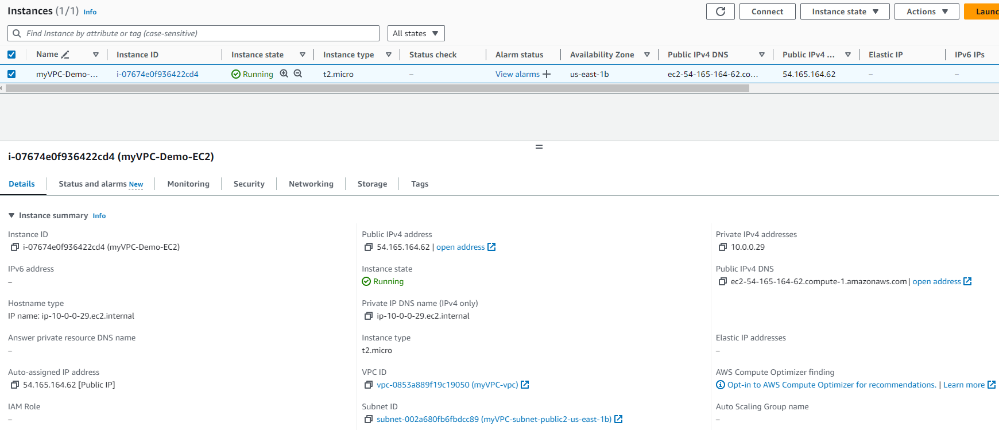 Instances (1/1) Info
Connect
Instance state
Actions
Launc
Find Instance by attribute or tag (case-sensitive)
All states
Name Instance ID Instance state Instance type Status check Alarm status Availability Zone Public IPv4 DNS Public IPv4 ... Elastic IP IPv6 IPs
myVPC-Demo-... i-07674e0f936422cd4 Running t2.micro – View alarms + us-east-1b ec2-54-165-164-62.co... 54.165.164.62 – –
i-07674e0f936422cd4 (myVPC-Demo-EC2)
Details Status and alarms New Monitoring Security Networking Storage Tags
Instance summary Info
Instance ID
i-07674e0f936422cd4 (myVPC-Demo-EC2)
IPv6 address
–
Hostname type
IP name: ip-10-0-0-29.ec2.internal
Answer private resource DNS name
–
Auto-assigned IP address
54.165.164.62 [Public IP]
IAM Role
–
Public IPv4 address
54.165.164.62 | open address
Instance state
Running
Private IP DNS name (IPv4 only)
ip-10-0-0-29.ec2.internal
Instance type
t2.micro
VPC ID
vpc-0853a889f19c19050 (myVPC-vpc)
Subnet ID
subnet-002a680fb6fbdcc89 (myVPC-subnet-public2-us-east-1b)
Private IPv4 addresses
10.0.0.29
Public IPv4 DNS
ec2-54-165-164-62.compute-1.amazonaws.com | open address
Elastic IP addresses
–
AWS Compute Optimizer finding
Opt-in to AWS Compute Optimizer for recommendations. | Learn more
Auto Scaling Group name
–